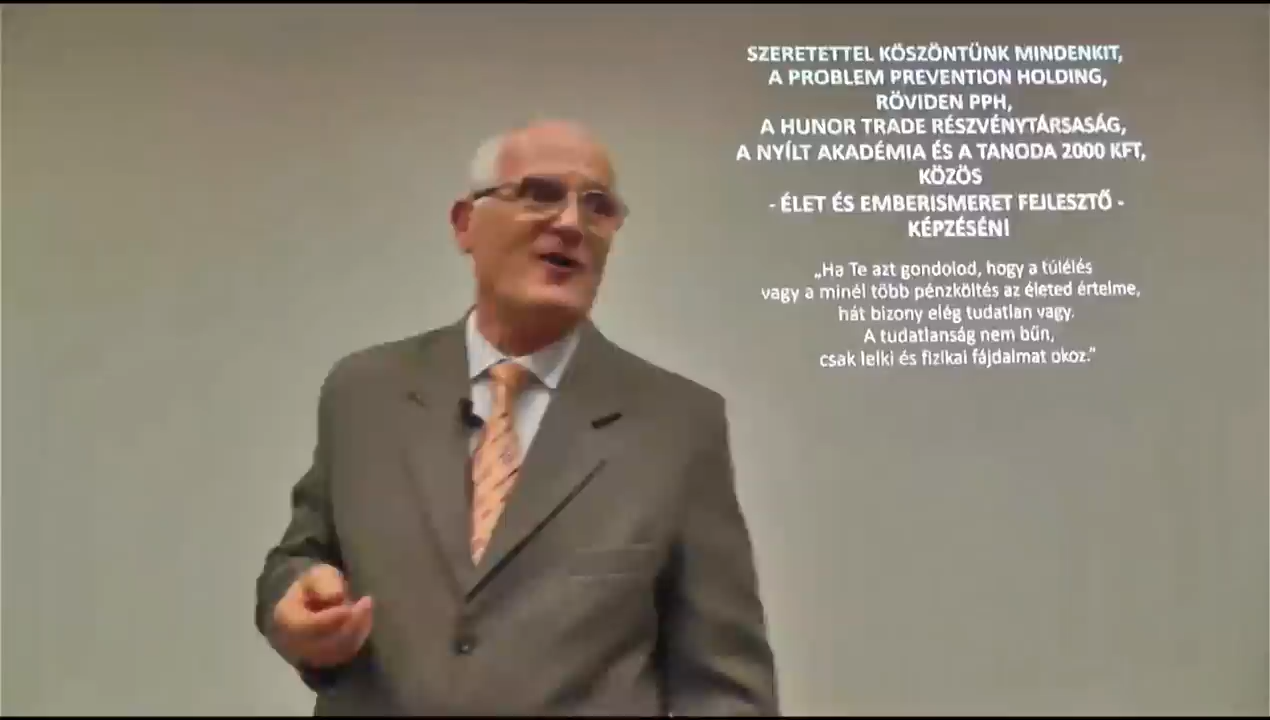 SZERETETTEL KÖSZÖNTÜNK MINDENKIT,
A PROBLEM PREVENTION HOLDING,
RÖVIDEN PPH,
A HUNOR TRADE RÉSZVÉNYTÁRSASÁG,
A NYÍLT AKADÉMIA ÉS A TANODA 2000 KFT,
KÖZÖS
- ÉLET ÉS EMBERISMERET FEJLESZTŐ -
KÉPZÉSÉN!
„Ha Te azt gondolod, hogy a túlélés
vagy a minél több pénzköltés az életed értelme,
hát bizony elég tudatlan vagy.
A tudatlanság nem bűn,
csak lelki és fizikai fájdalmat okoz.”